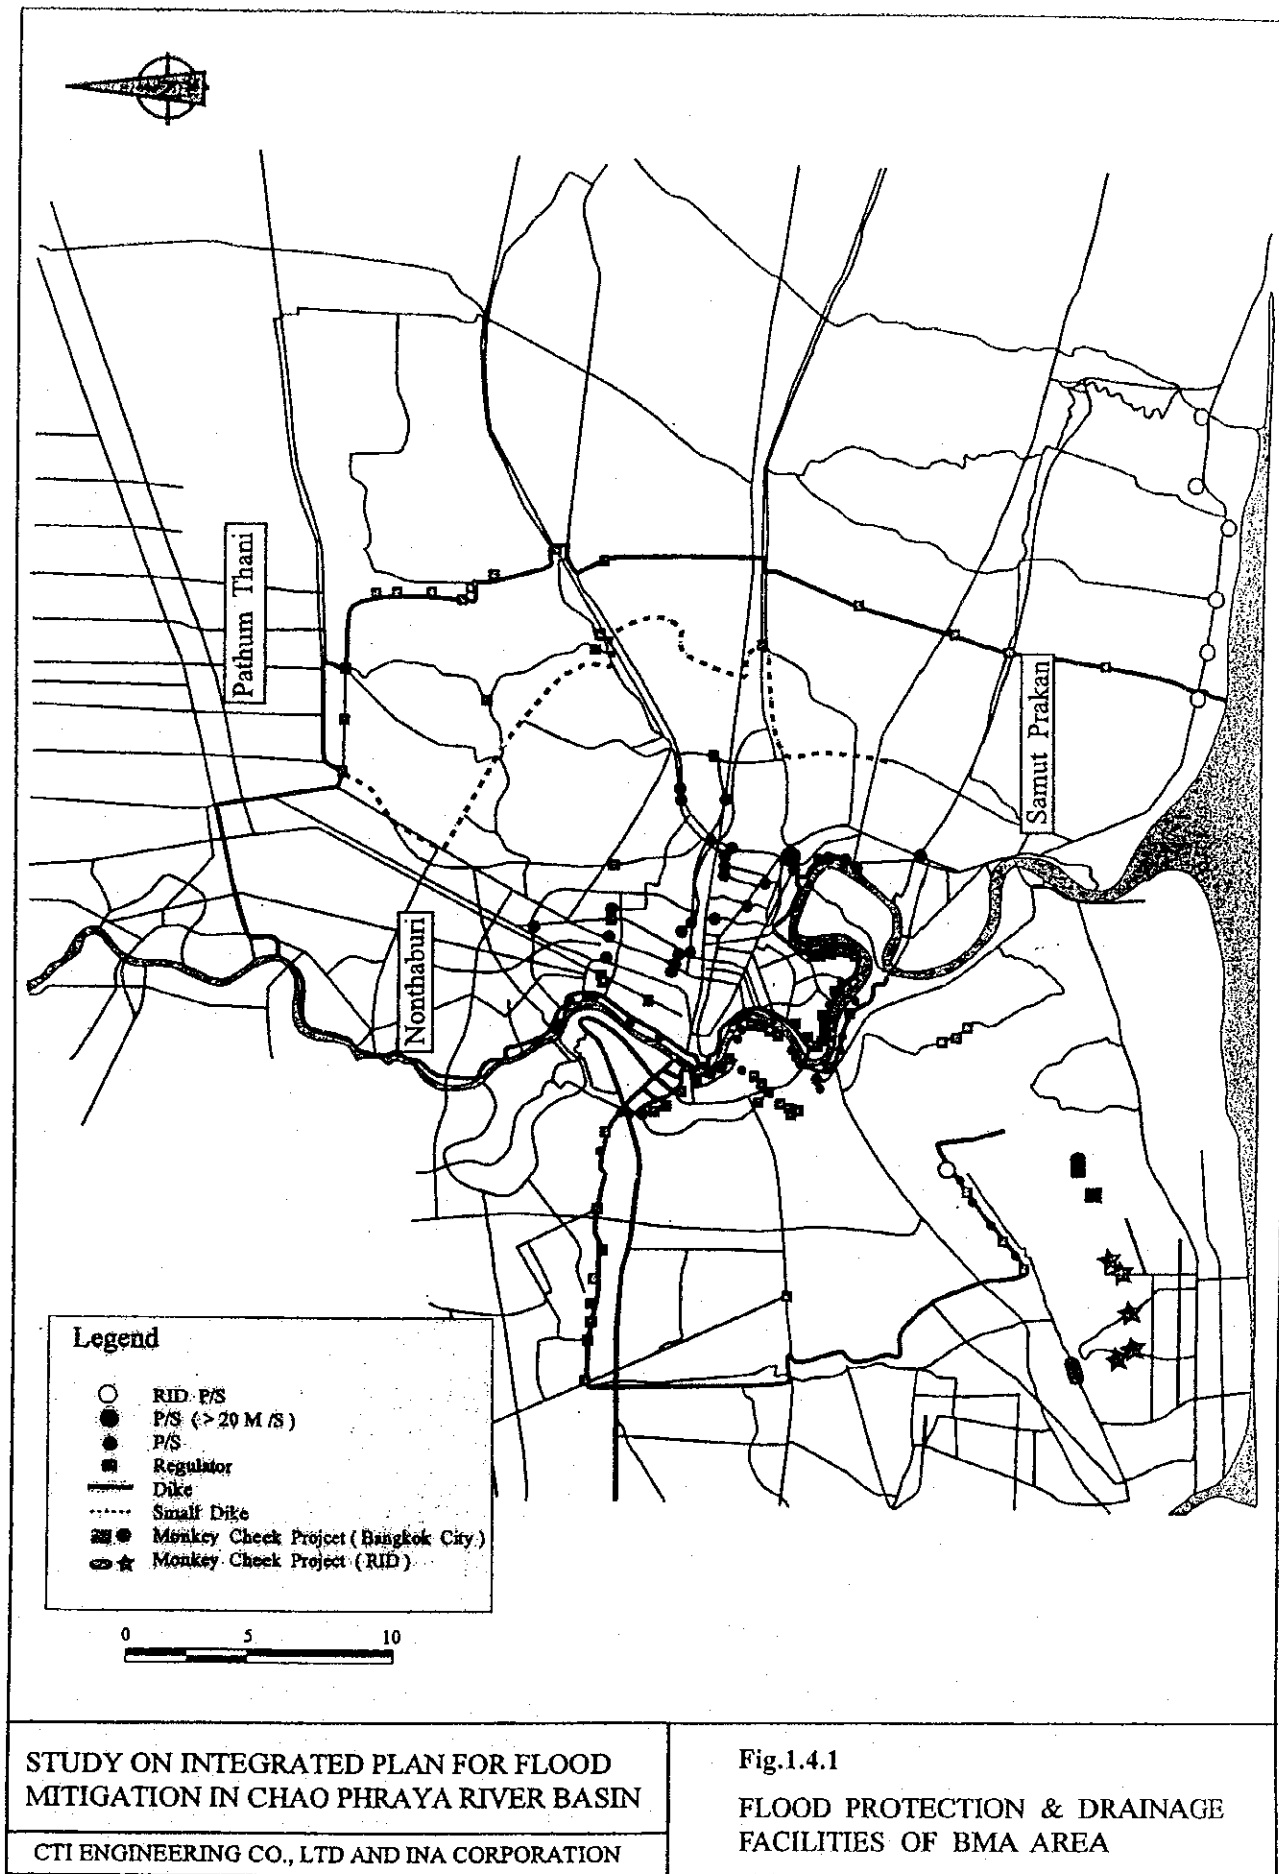 Pathum Thani
Nonthaburi
Samut Prakan
Legend
RID P/S
P/S ( > 20 M /S )
P/S
Regulator
Dike
Small Dike
Monkey Cheek Project ( Bangkok City )
Monkey Cheek Project ( RID )
0 5 10
STUDY ON INTEGRATED PLAN FOR FLOOD
MITIGATION IN CHAO PHRAYA RIVER BASIN
CTI ENGINEERING CO., LTD AND INA CORPORATION
Fig.1.4.1
FLOOD PROTECTION & DRAINAGE
FACILITIES OF BMA AREA